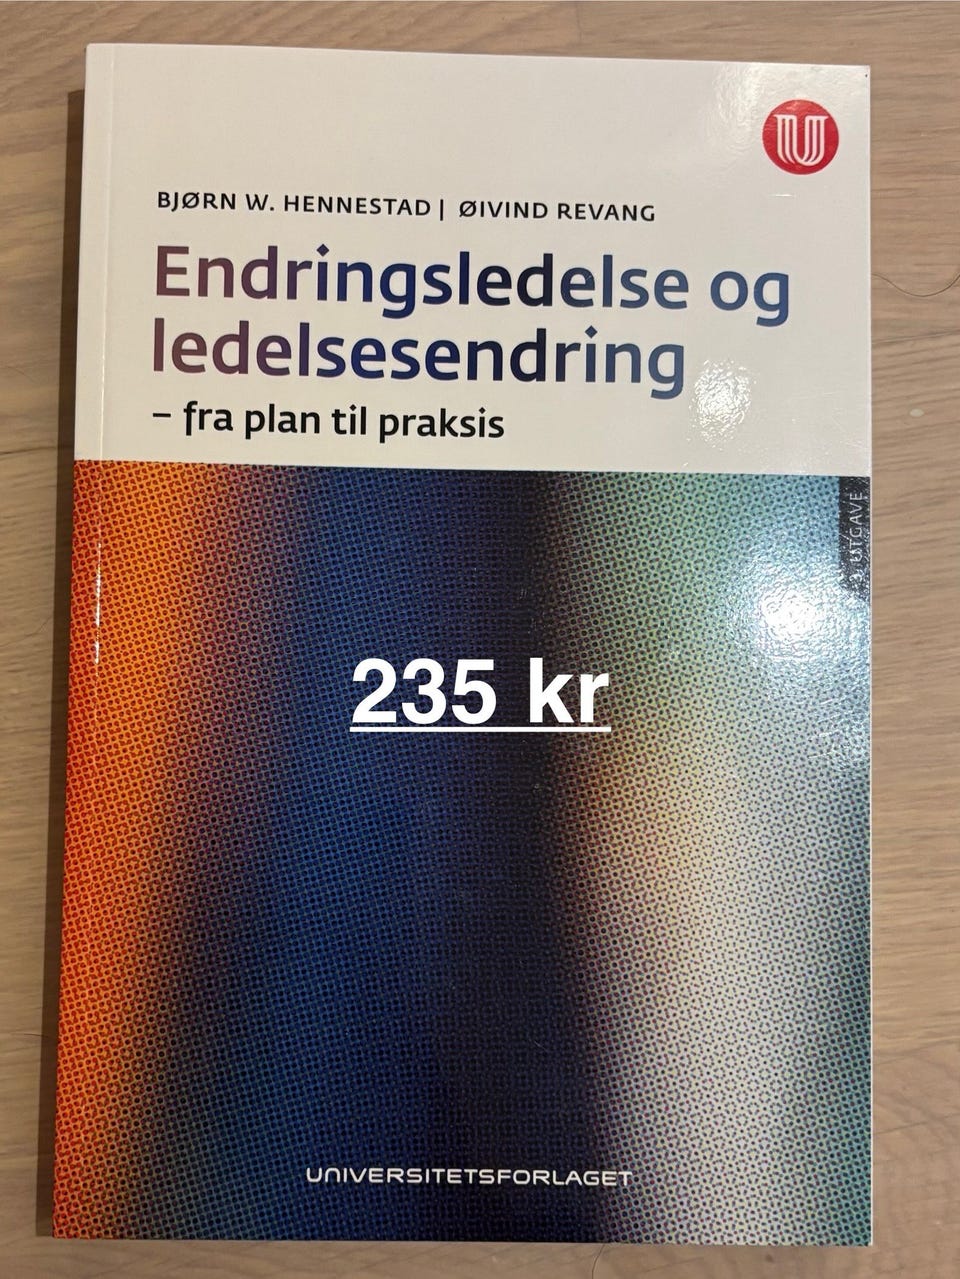 BJØRN W. HENNESTAD | ØIVIND REVANG
Endringsledelse og
ledelsesendring
– fra plan til praksis
UTGAVE
235 kr
UNIVERSITETSFORLAGET